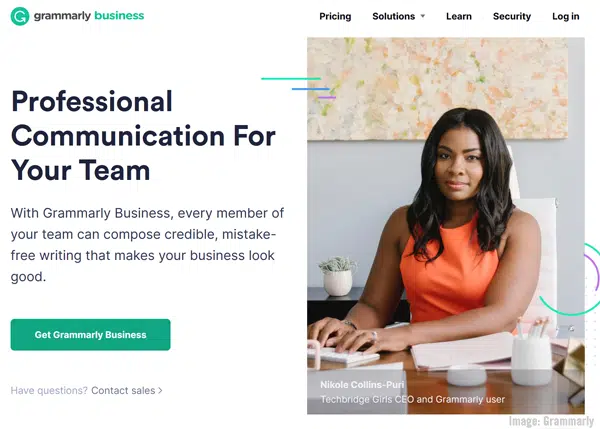 grammarly business
Pricing
Solutions
Learn
Security
Log in
Professional
Communication For
Your Team
With Grammarly Business, every member of
your team can compose credible, mistake-
free writing that makes your business look
good.
Get Grammarly Business
Have questions? Contact sales >
Nikole Collins-Puri
Techbridge Girls CEO and Grammarly user
Image: Grammarly